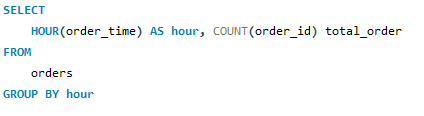 SELECT
HOUR(order_time) AS hour, COUNT(order_id) total_order
FROM
orders
GROUP BY hour